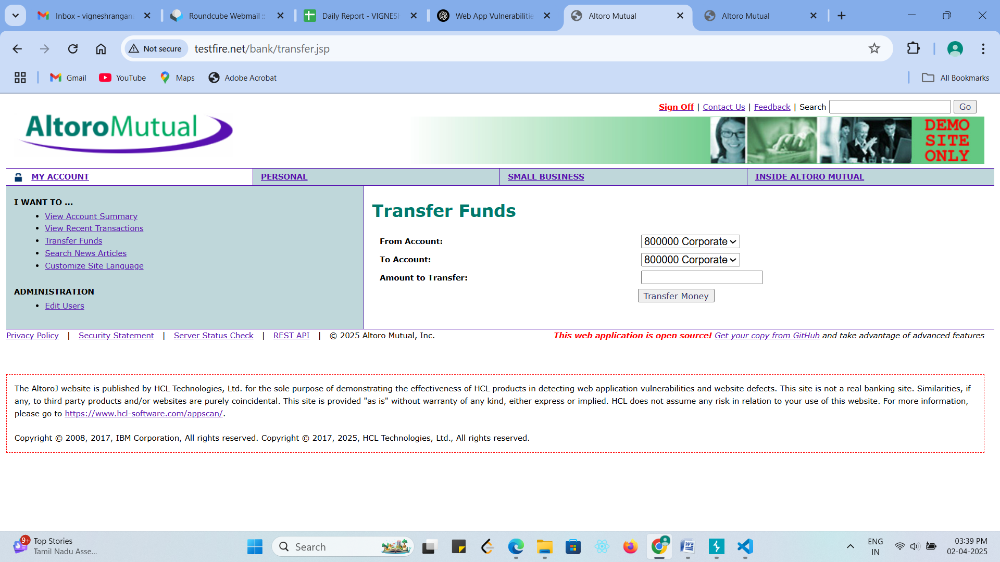 Inbox - vigneshrangan
Roundcube Webmail ::
Daily Report - VIGNESH
Web App Vulnerabilitie
Altoro Mutual
Altoro Mutual
Not secure
testfire.net/bank/transfer.jsp
Gmail
YouTube
Maps
Adobe Acrobat
All Bookmarks
Sign Off | Contact Us | Feedback | Search
Go
AltoroMutual
DEMO
SITE
ONLY
MY ACCOUNT
PERSONAL
SMALL BUSINESS
INSIDE ALTORO MUTUAL
I WANT TO ...
• View Account Summary
• View Recent Transactions
• Transfer Funds
• Search News Articles
• Customize Site Language
ADMINISTRATION
• Edit Users
Transfer Funds
From Account:
800000 Corporate
To Account:
800000 Corporate
Amount to Transfer:
Transfer Money
Privacy Policy | Security Statement | Server Status Check | REST API | © 2025 Altoro Mutual, Inc.
This web application is open source! Get your copy from GitHub and take advantage of advanced features
The AltoroJ website is published by HCL Technologies, Ltd. for the sole purpose of demonstrating the effectiveness of HCL products in detecting web application vulnerabilities and website defects. This site is not a real banking site. Similarities, if
any, to third party products and/or websites are purely coincidental. This site is provided "as is" without warranty of any kind, either express or implied. HCL does not assume any risk in relation to your use of this website. For more information,
please go to https://www.hcl-software.com/appscan/.
Copyright © 2008, 2017, IBM Corporation, All rights reserved. Copyright © 2017, 2025, HCL Technologies, Ltd., All rights reserved.
9+
Top Stories
Tamil Nadu Asse...
Search
ENG
IN
03:39 PM
02-04-2025